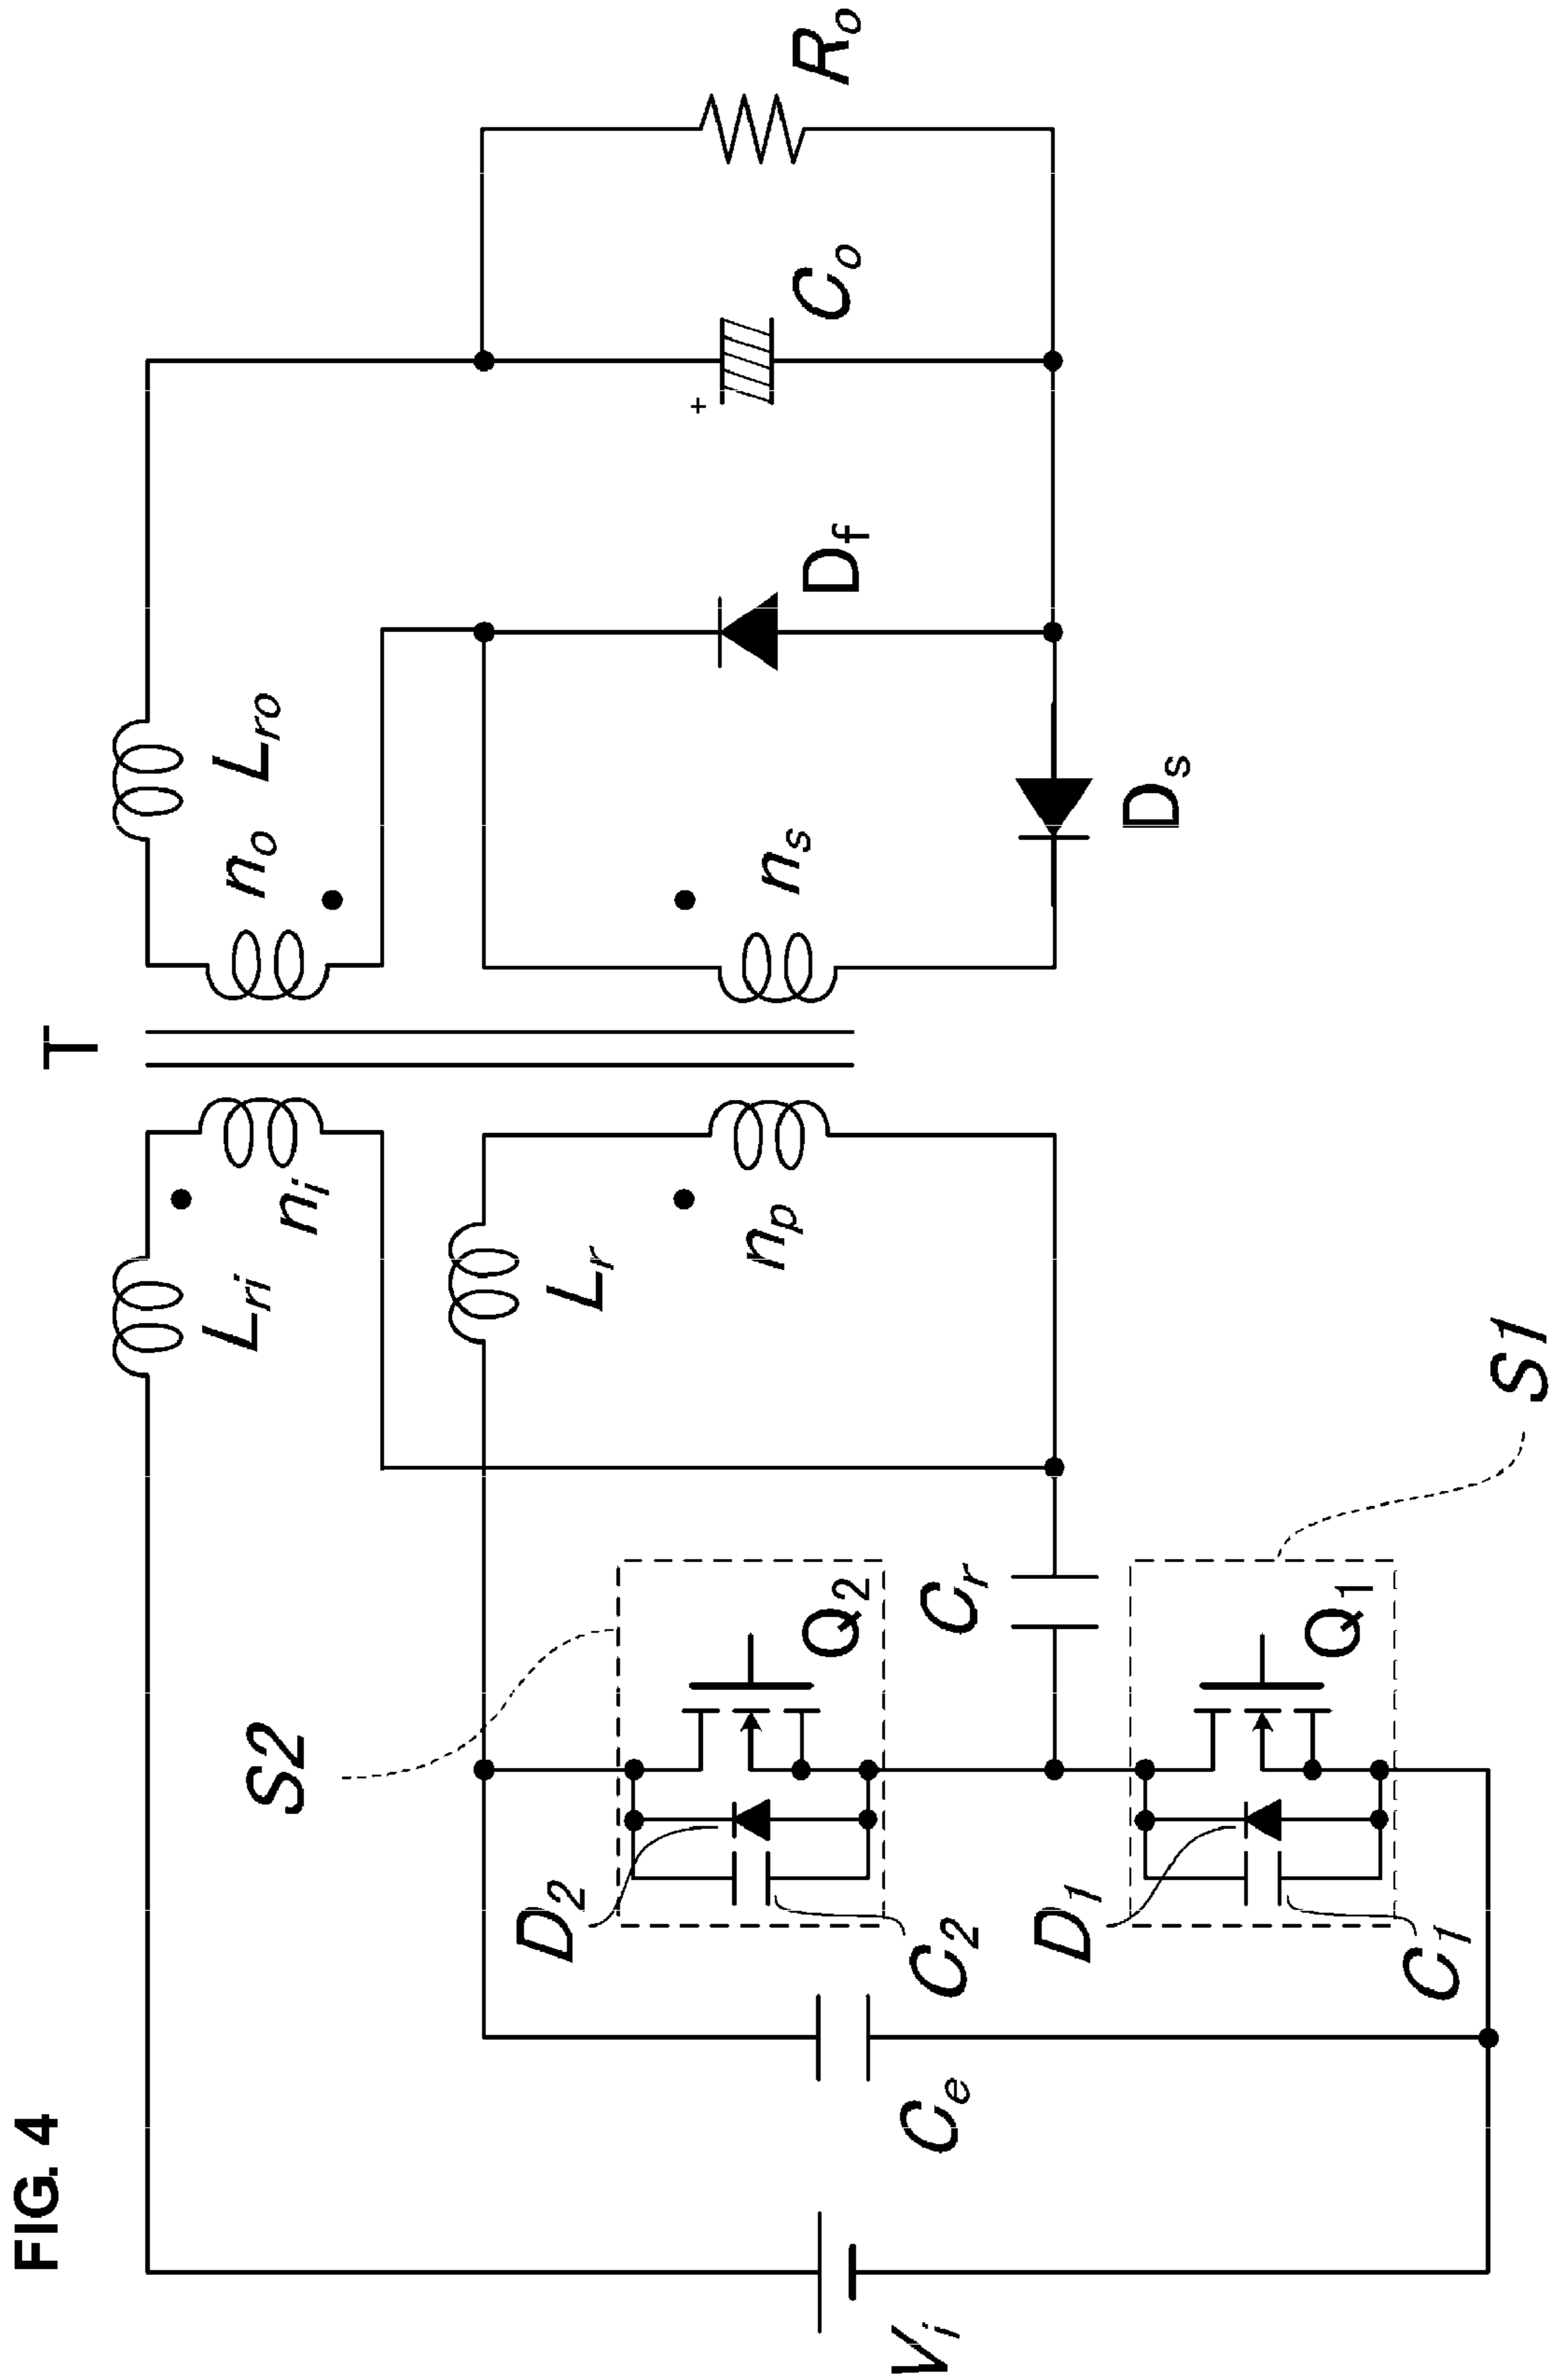 FIG. 4
T
Lri
ni
no
Lro
Lr
np
ns
Df
Ds
Co
+
Ro
S2
Q2
D2
C2
Cr
S1
Q1
D1
C1
Ce
Vi